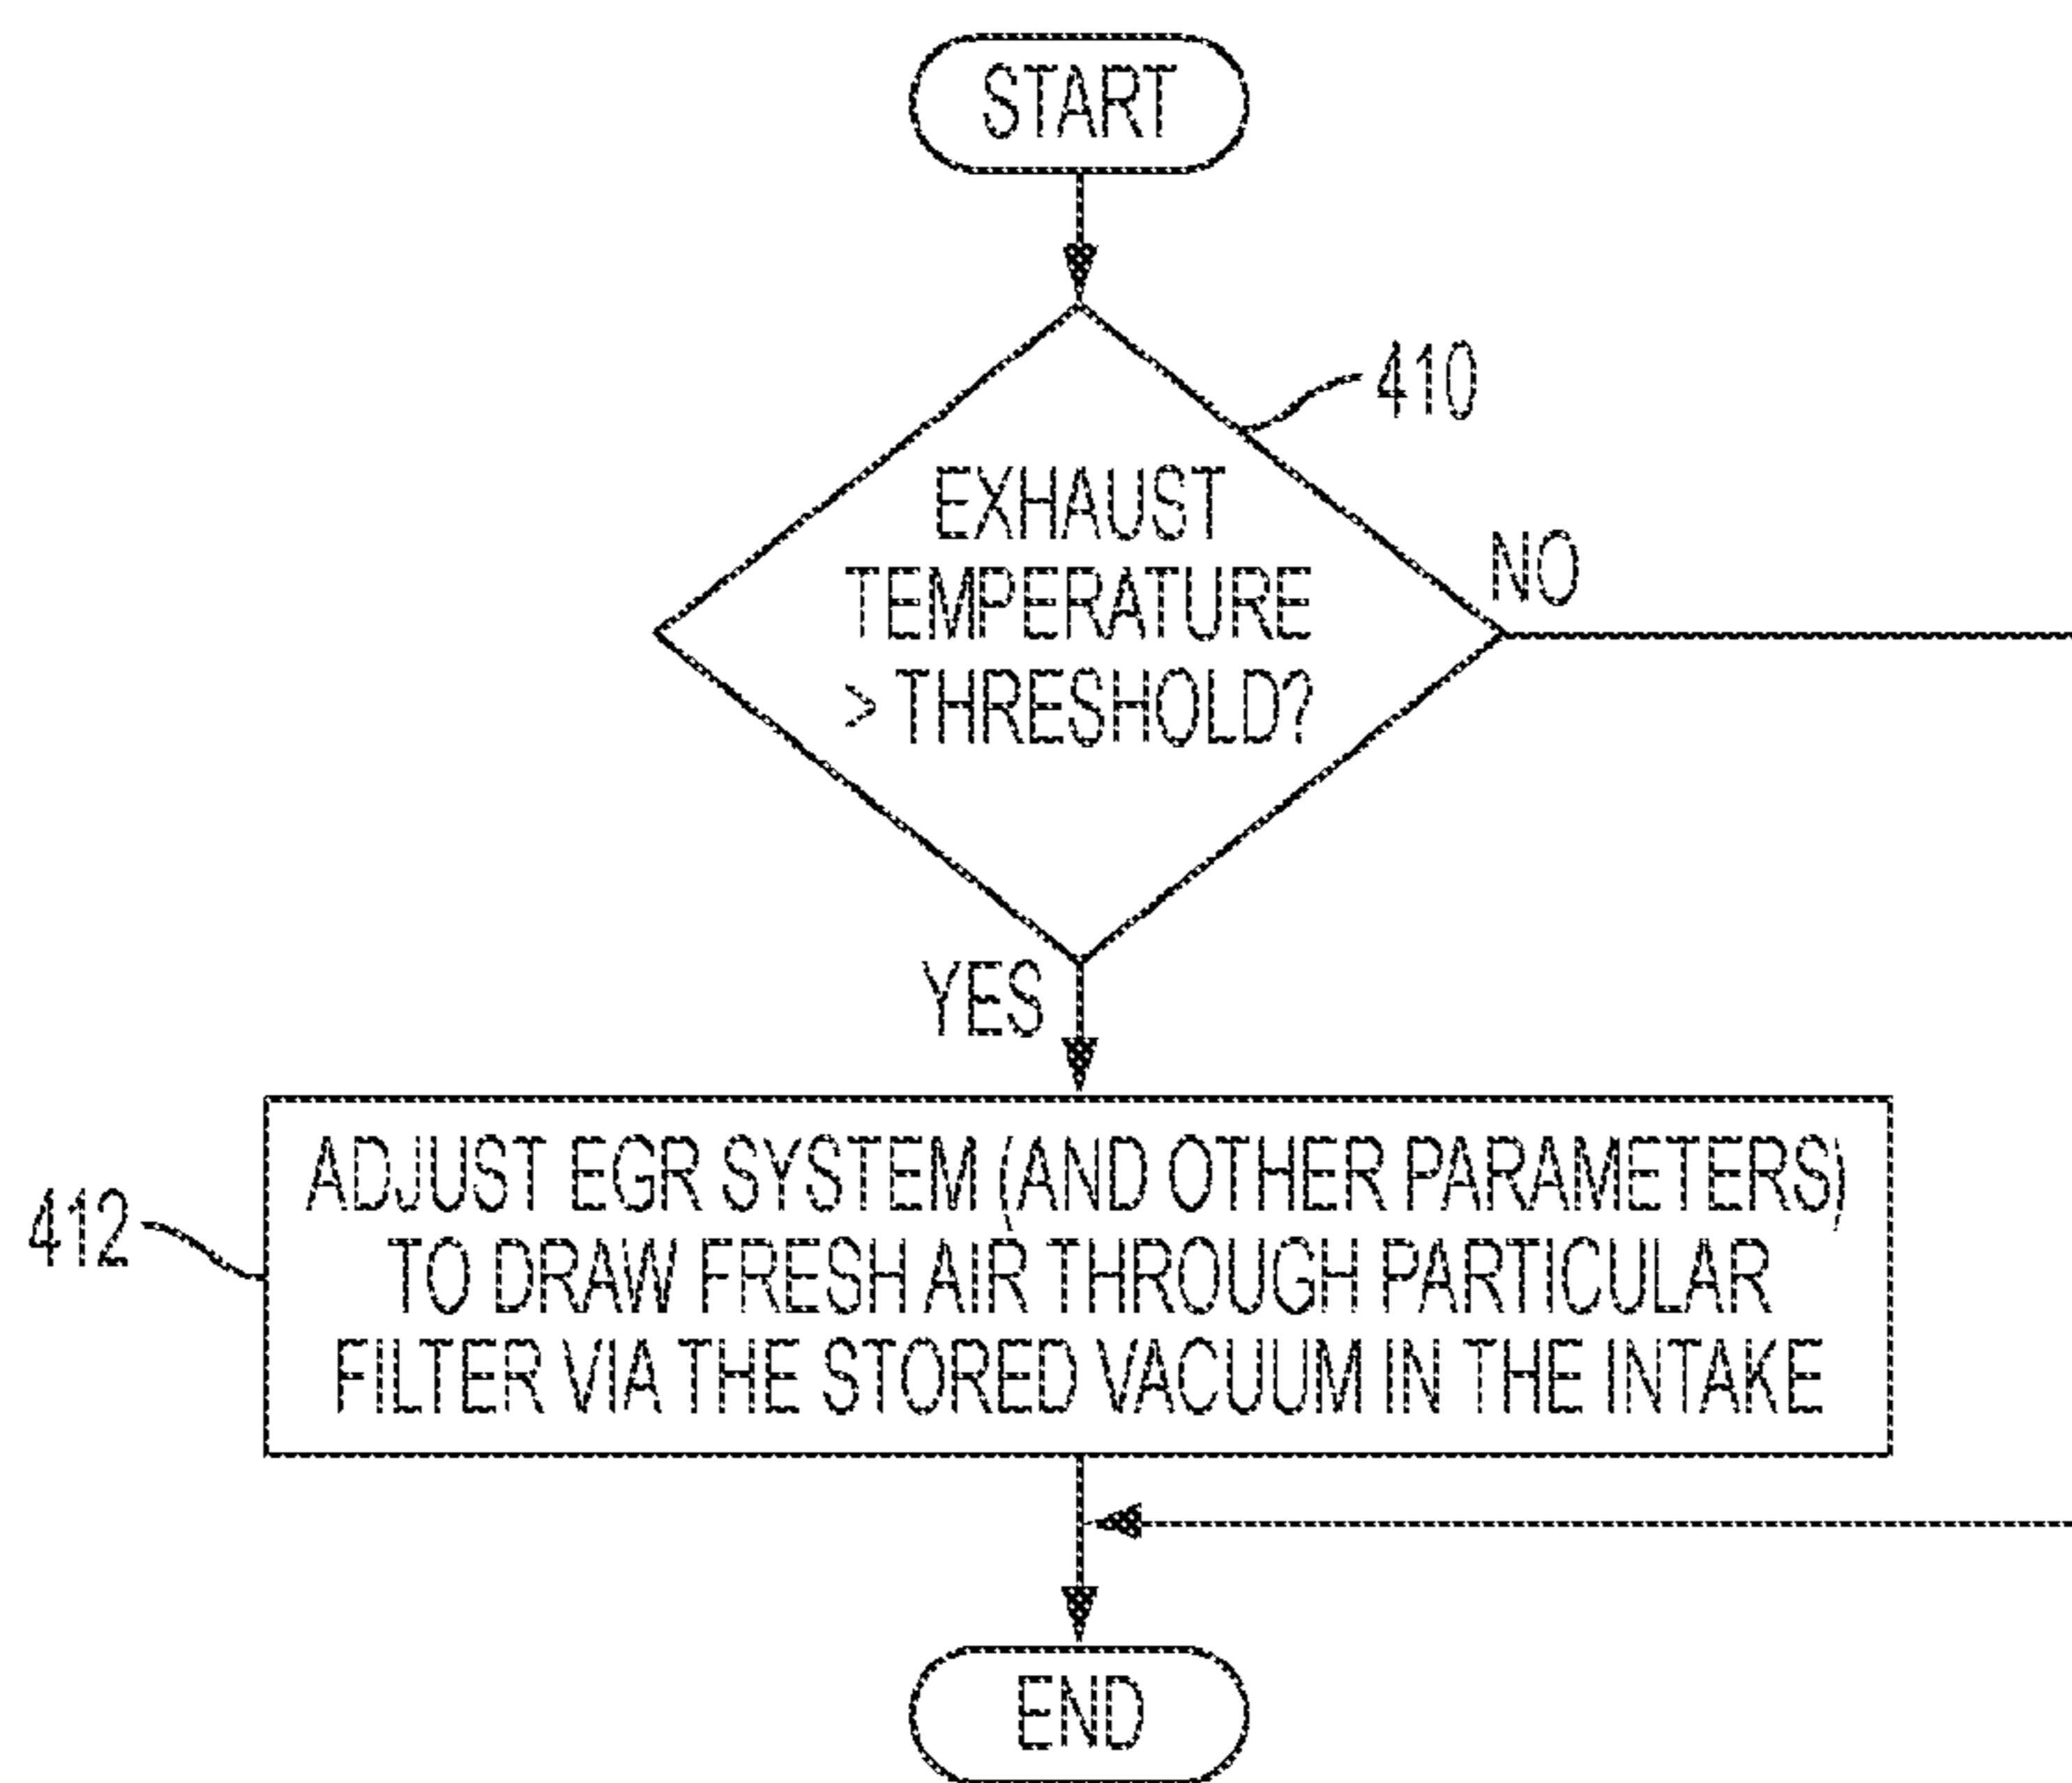 START
410
EXHAUST
TEMPERATURE
> THRESHOLD?
NO
YES
412
ADJUST EGR SYSTEM (AND OTHER PARAMETERS)
TO DRAW FRESH AIR THROUGH PARTICULAR
FILTER VIA THE STORED VACUUM IN THE INTAKE
END